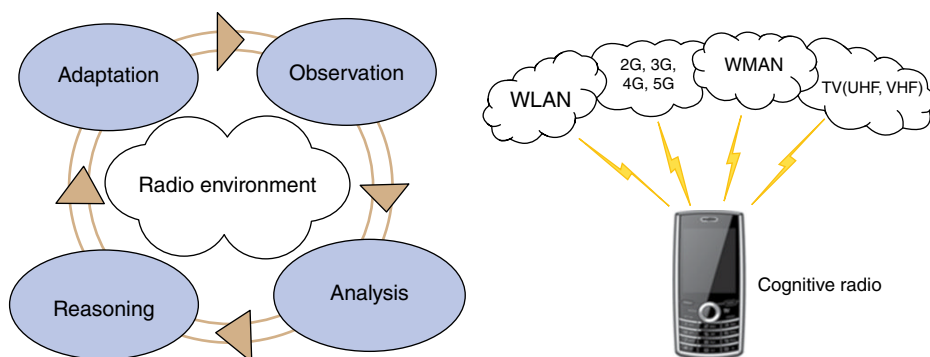 Adaptation
Observation
Radio environment
Reasoning
Analysis
WLAN
2G, 3G,
4G, 5G
WMAN
TV(UHF, VHF)
Cognitive radio